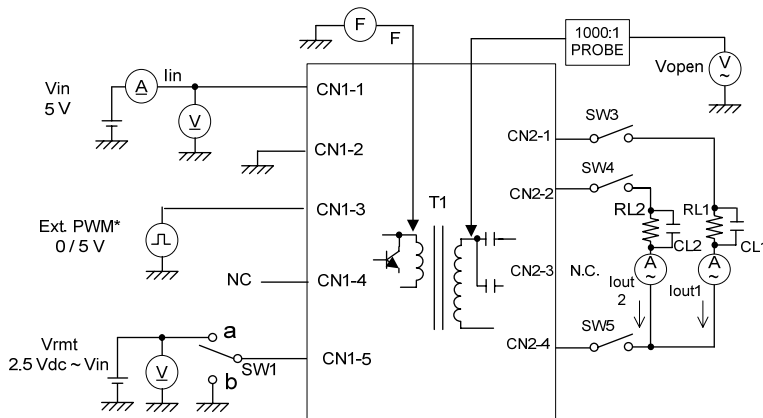 F
F
1000:1
PROBE
Vopen
V
~
Vin
5 V
A
Iin
V
CN1-1
CN1-2
Ext. PWM*
0 / 5 V
CN1-3
NC
CN1-4
Vrmt
2.5 Vdc ~ Vin
V
a
b
SW1
CN1-5
T1
CN2-1
SW3
CN2-2
SW4
RL2
CL2
RL1
CL1
A
~
A
~
CN2-3
N.C.
Iout
2
Iout1
CN2-4
SW5